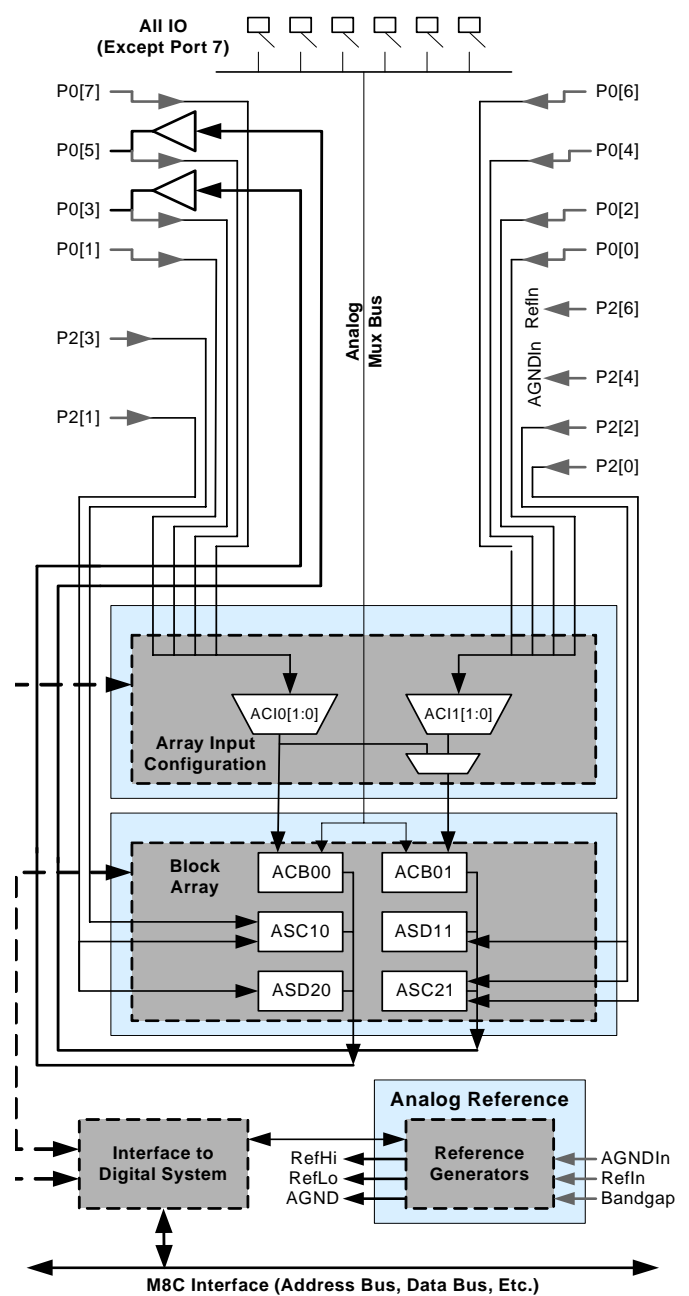 All IO
(Except Port 7)
P0[7]
P0[6]
P0[5]
P0[4]
P0[3]
P0[2]
P0[1]
P0[0]
P2[6]
RefIn
P2[3]
Analog
Mux Bus
P2[4]
AGNDIn
P2[1]
P2[2]
P2[0]
ACI0[1:0]
ACI1[1:0]
Array Input
Configuration
Block
Array
ACB00
ACB01
ASC10
ASD11
ASD20
ASC21
Analog Reference
Interface to
Digital System
RefHi
RefLo
AGND
Reference
Generators
AGNDIn
RefIn
Bandgap
M8C Interface (Address Bus, Data Bus, Etc.)